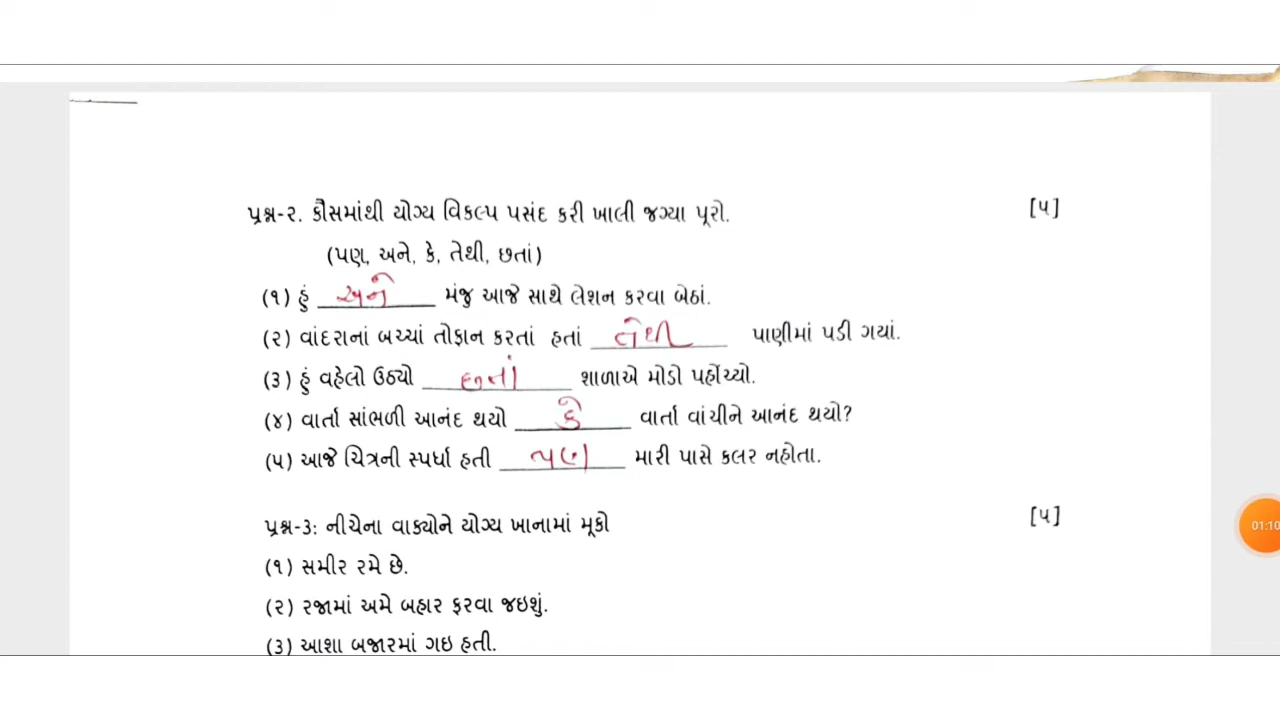 પ્રશ્ન-૨. કૌસમાંથી યોગ્ય વિકલ્પ પસંદ કરી ખાલી જગ્યા પૂરો. [૫]
(પણ, અને, કે, તેથી, છતાં)
(૧) હું અને મંજુ આજે સાથે લેશન કરવા બેઠાં.
(૨) વાંદરાનાં બચ્ચાં તોફાન કરતાં હતાં તેથી પાણીમાં પડી ગયાં.
(૩) હું વહેલો ઉઠ્યો છતાં શાળાએ મોડો પહોંચ્યો.
(૪) વાર્તા સાંભળી આનંદ થયો કે વાર્તા વાંચીને આનંદ થયો?
(૫) આજે ચિત્રની સ્પર્ધા હતી પણ મારી પાસે કલર નહોતા.
પ્રશ્ન-૩: નીચેના વાક્યોને યોગ્ય ખાનામાં મૂકો [૫]
(૧) સમીર રમે છે.
(૨) રજામાં અમે બહાર ફરવા જઇશું.
(૩) આશા બજારમાં ગઇ હતી.
01:10